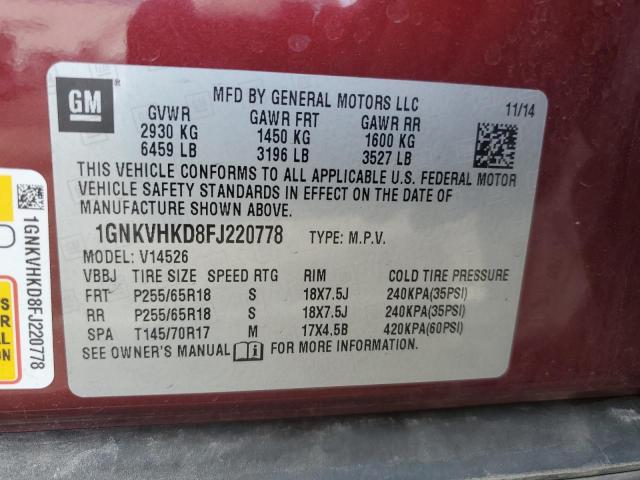 GM
MFD BY GENERAL MOTORS LLC
11/14
GVWR GAWR FRT GAWR RR
2930 KG 1450 KG 1600 KG
6459 LB 3196 LB 3527 LB
THIS VEHICLE CONFORMS TO ALL APPLICABLE U.S. FEDERAL MOTOR
VEHICLE SAFETY STANDARDS IN EFFECT ON THE DATE OF
MANUFACTURE SHOWN ABOVE.
1GNKVHKD8FJ220778 TYPE: M.P.V.
MODEL: V14526
VBBJ TIRE SIZE SPEED RTG RIM COLD TIRE PRESSURE
FRT P255/65R18 S 18X7.5J 240KPA(35PSI)
RR P255/65R18 S 18X7.5J 240KPA(35PSI)
SPA T145/70R17 M 17X4.5B 420KPA(60PSI)
SEE OWNER'S MANUAL i FOR MORE INFORMATION.
1GNKVHKD8FJ220778